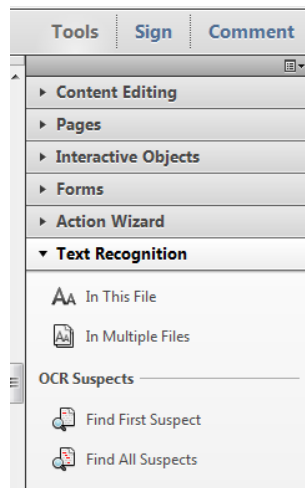 Tools Sign Comment
Content Editing
Pages
Interactive Objects
Forms
Action Wizard
Text Recognition
In This File
In Multiple Files
OCR Suspects
Find First Suspect
Find All Suspects